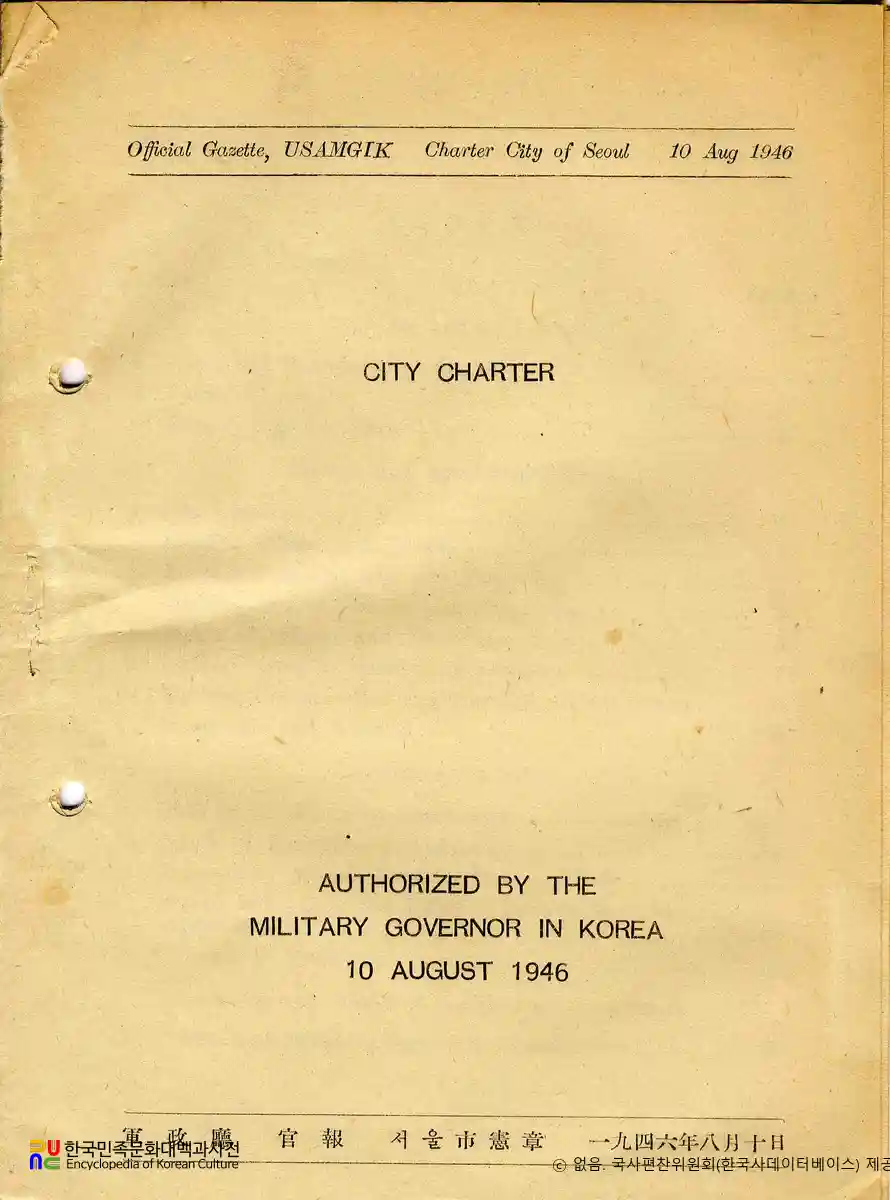 Official Gazette, USAMGIK Charter City of Seoul 10 Aug 1946
CITY CHARTER
AUTHORIZED BY THE
MILITARY GOVERNOR IN KOREA
10 AUGUST 1946
軍政廳 官報 서울市憲章 一九四六年八月十日
한국민족문화대백과사전
Encyclopedia of Korean Culture
© 없음. 국사편찬위원회(한국사데이터베이스) 제공